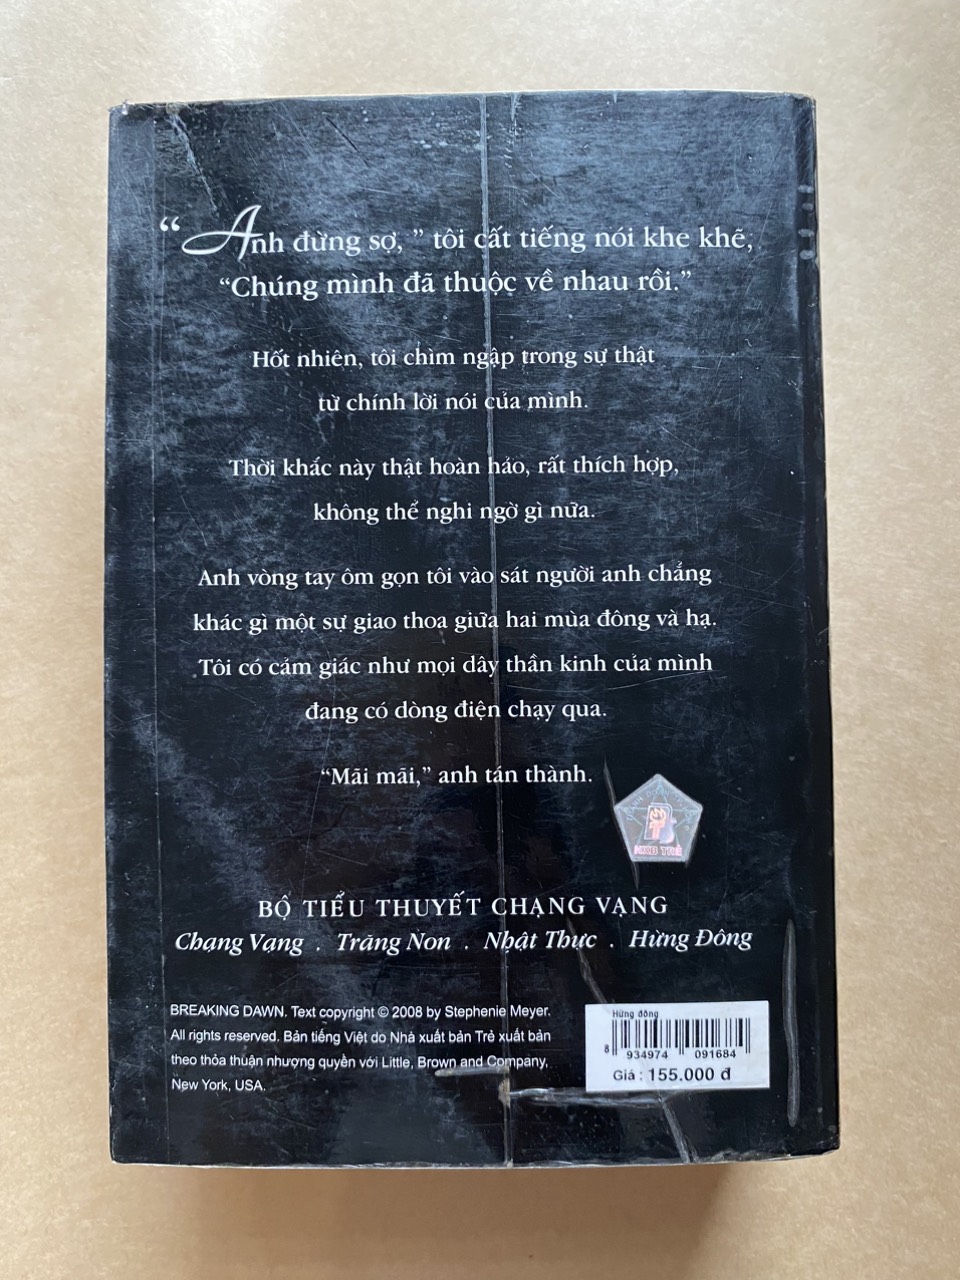 “Anh đừng sợ, ” tôi cất tiếng nói khe khẽ,
“Chúng mình đã thuộc về nhau rồi.”
Hốt nhiên, tôi chìm ngập trong sự thật
từ chính lời nói của mình.
Thời khắc này thật hoàn hảo, rất thích hợp,
không thể nghi ngờ gì nữa.
Anh vòng tay ôm gọn tôi vào sát người anh chẳng
khác gì một sự giao thoa giữa hai mùa đông và hạ.
Tôi có cảm giác như mọi dây thần kinh của mình
đang có dòng điện chạy qua.
“Mãi mãi,” anh tán thành.
NXB TRẺ
BỘ TIỂU THUYẾT CHẠNG VẠNG
Chạng Vạng . Trăng Non . Nhật Thực . Hừng Đông
BREAKING DAWN. Text copyright © 2008 by Stephenie Meyer.
All rights reserved. Bản tiếng Việt do Nhà xuất bản Trẻ xuất bản
theo thỏa thuận nhượng quyền với Little, Brown and Company,
New York, USA.
Hừng đông
8 934974 091684
Giá : 155.000 đ